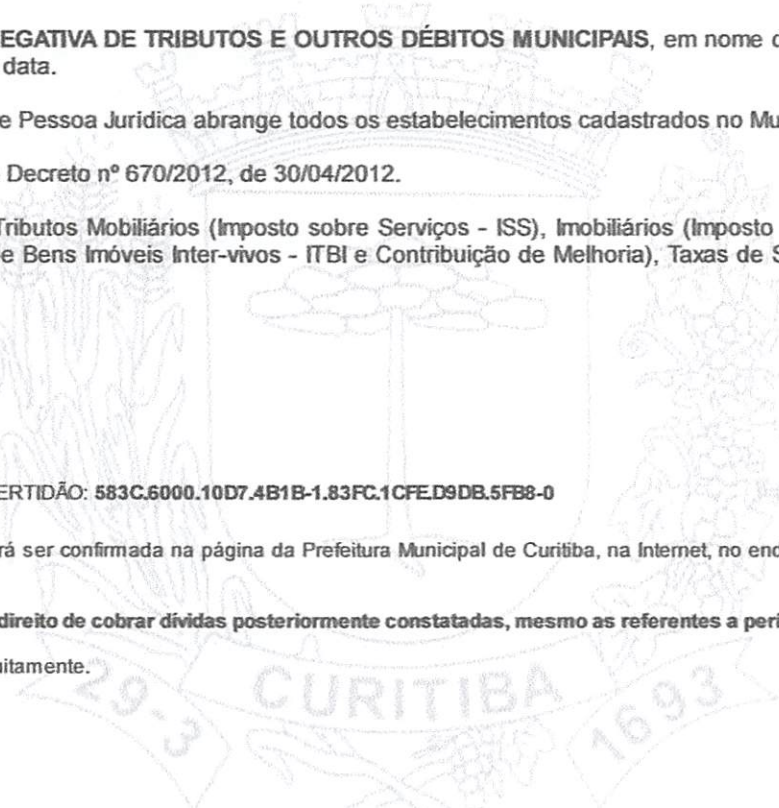 EGATIVA DE TRIBUTOS E OUTROS DÉBITOS MUNICIPAIS, em nome
data.
e Pessoa Jurídica abrange todos os estabelecimentos cadastrados no Mu
Decreto nº 670/2012, de 30/04/2012.
Tributos Mobiliários (Imposto sobre Serviços - ISS), Imobiliários (Imposto
e Bens Imóveis Inter-vivos - ITBI e Contribuição de Melhoria), Taxas de S
ERTIDÃO: 583C.6000.10D7.4B1B-1.83FC.1CFE.D9DB.5FB8-0
rá ser confirmada na página da Prefeitura Municipal de Curitiba, na Internet, no end
direito de cobrar dívidas posteriormente constatadas, mesmo as referentes a perí
uitamente.
29-3 CURITIBA 1693